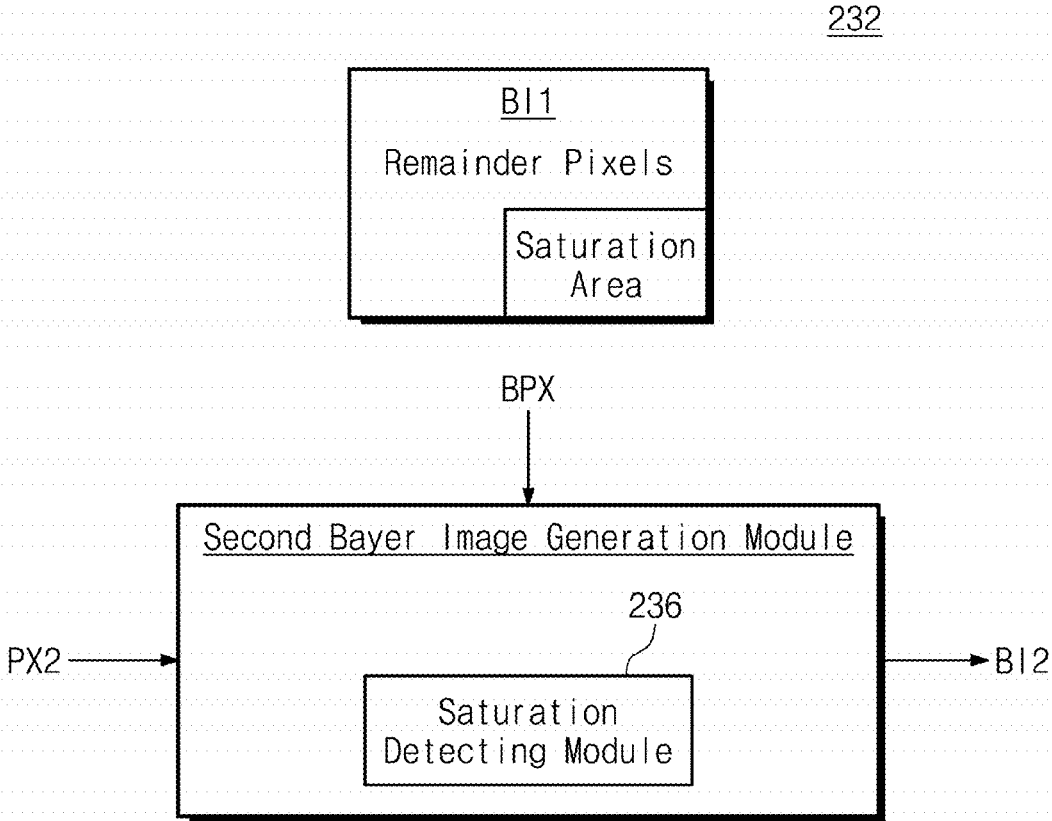 232
BI1
Remainder Pixels
Saturation
Area
BPX
Second Bayer Image Generation Module
236
PX2
BI2
Saturation
Detecting Module